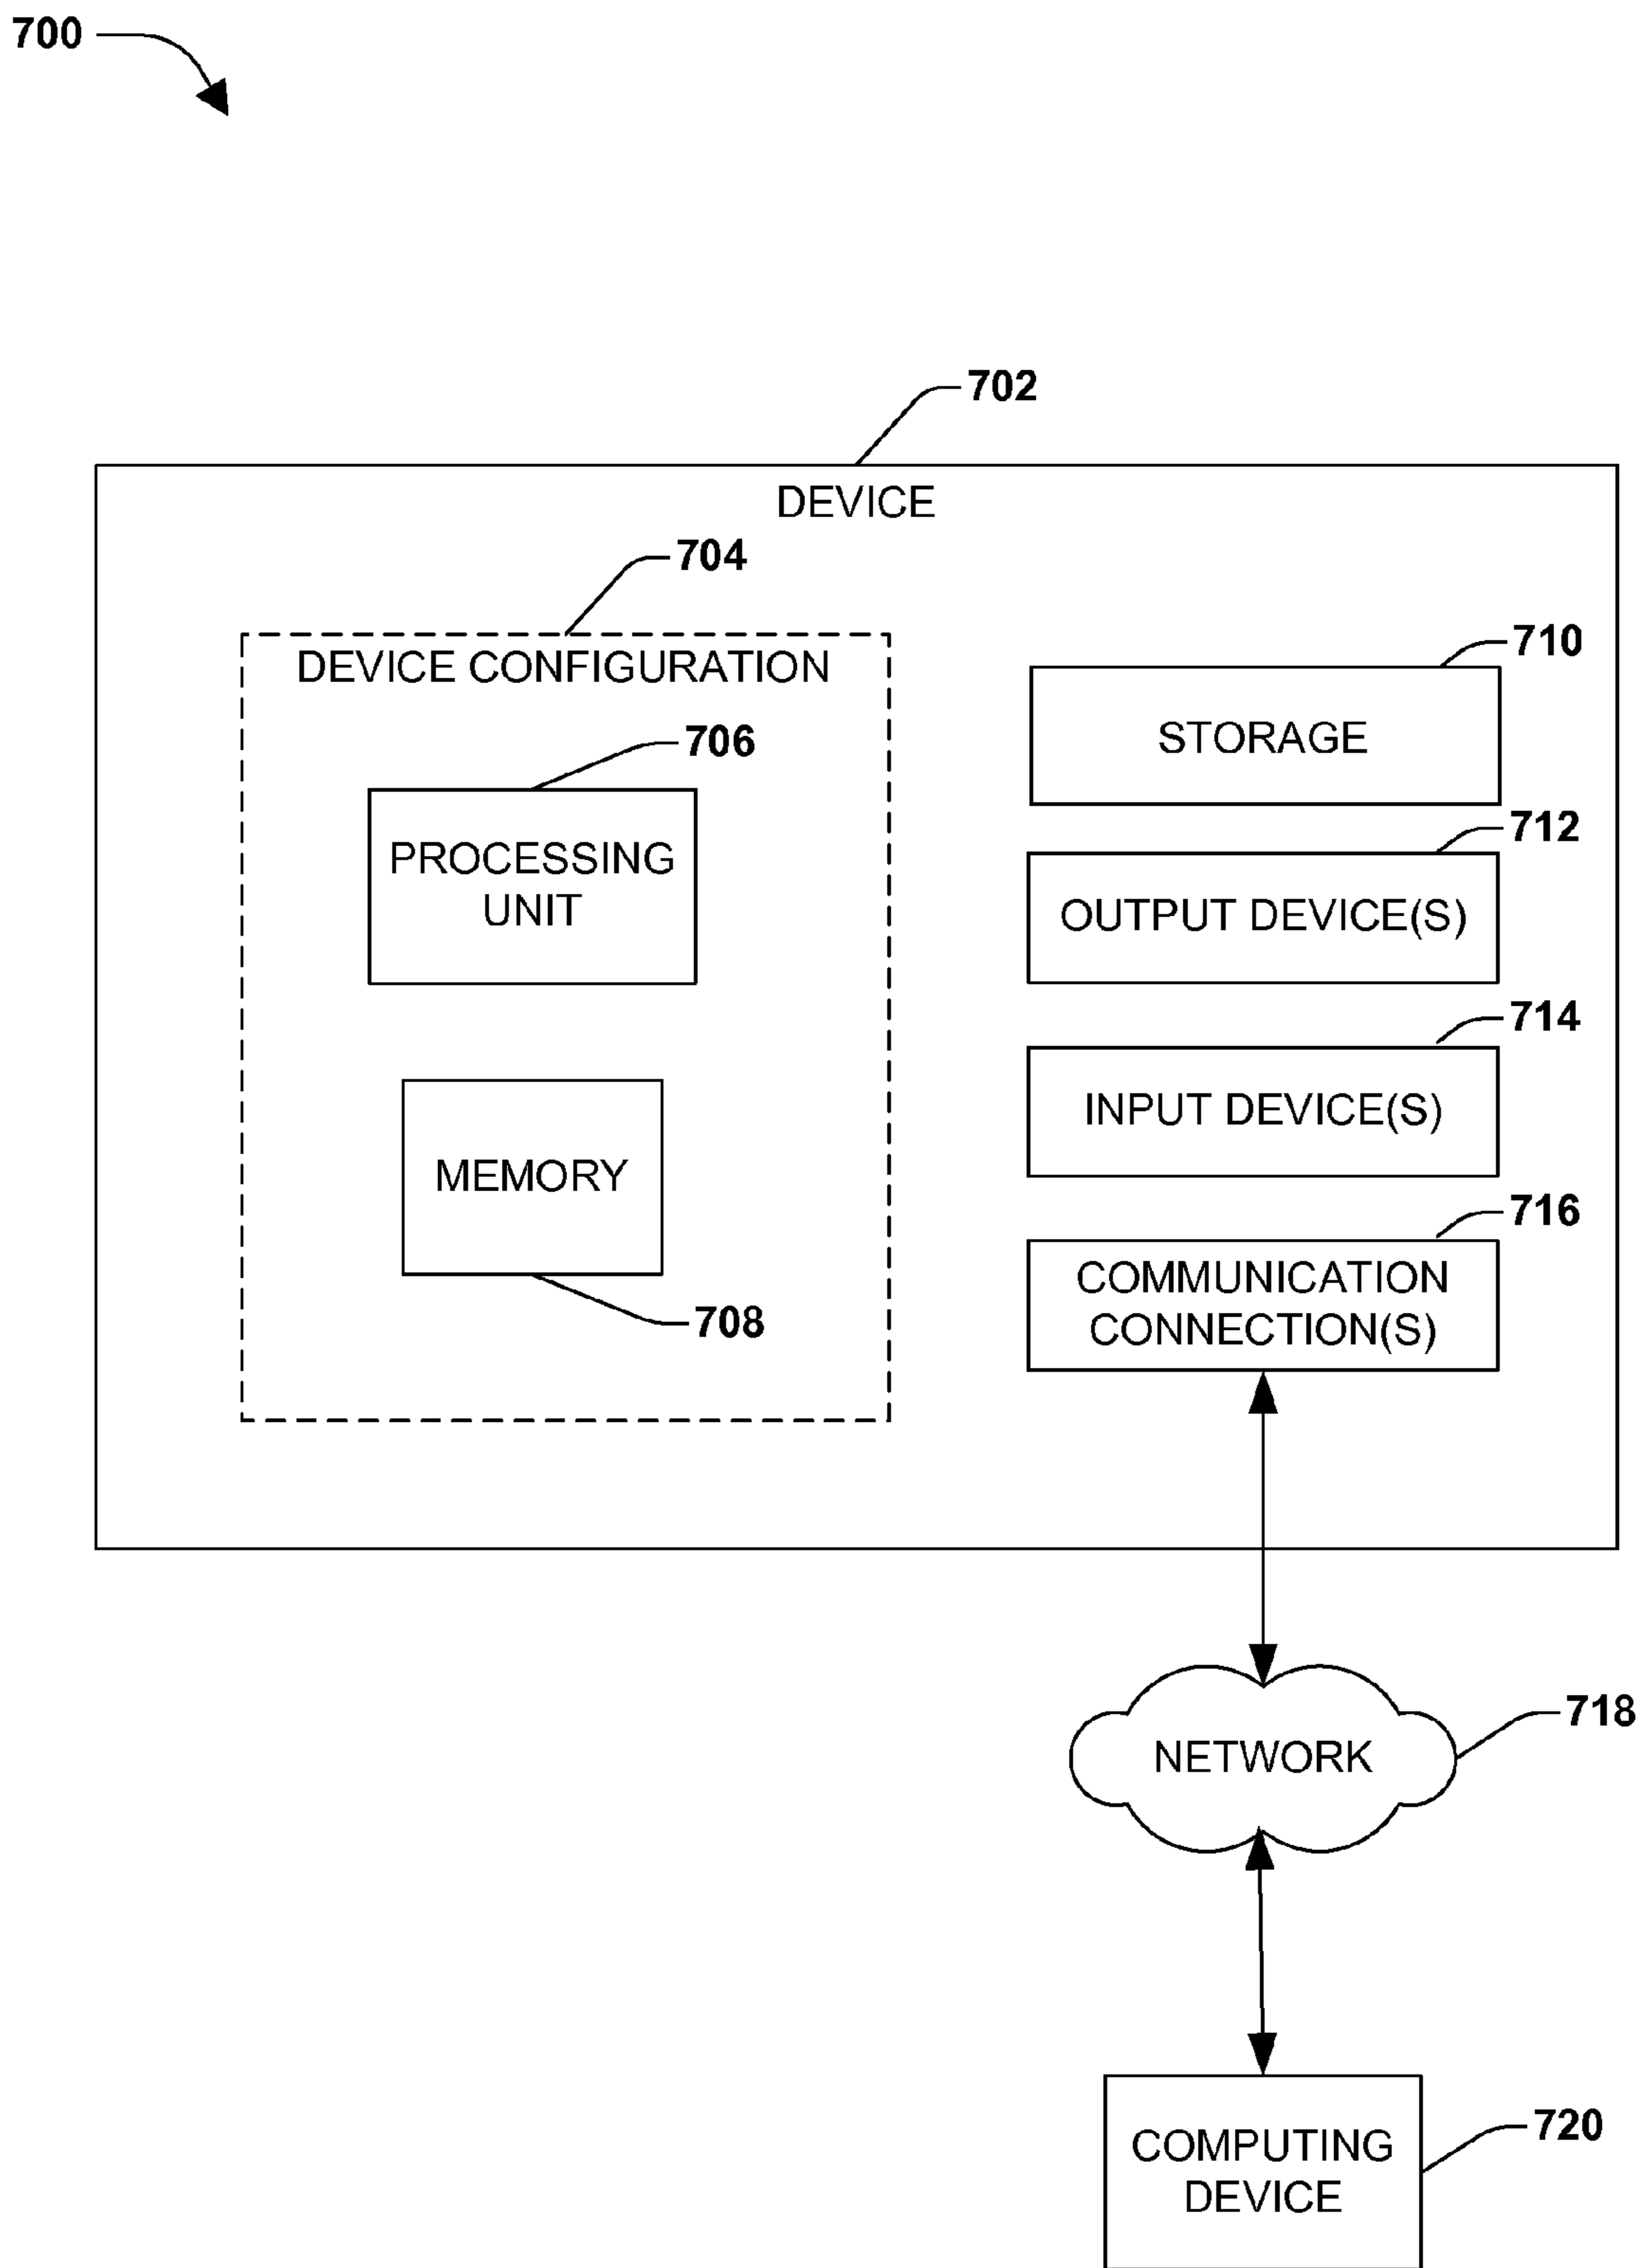 700
702
DEVICE
704
DEVICE CONFIGURATION
706
PROCESSING
UNIT
MEMORY
708
710
STORAGE
712
OUTPUT DEVICE(S)
714
INPUT DEVICE(S)
716
COMMUNICATION
CONNECTION(S)
718
NETWORK
720
COMPUTING
DEVICE